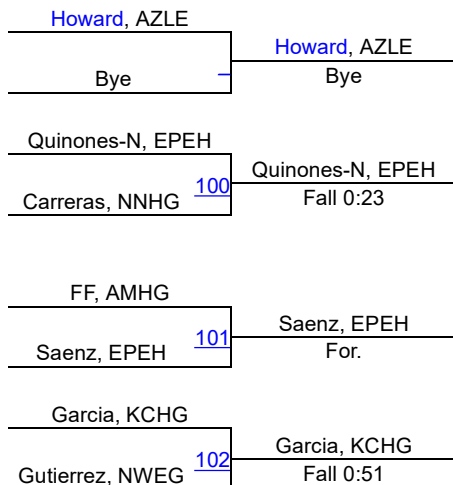 Howard, AZLE
Howard, AZLE
Bye
Bye
Quinones-N, EPEH
Quinones-N, EPEH
100
Carreras, NNHG
Fall 0:23
FF, AMHG
Saenz, EPEH
101
Saenz, EPEH
For.
Garcia, KCHG
Garcia, KCHG
102
Gutierrez, NWEG
Fall 0:51